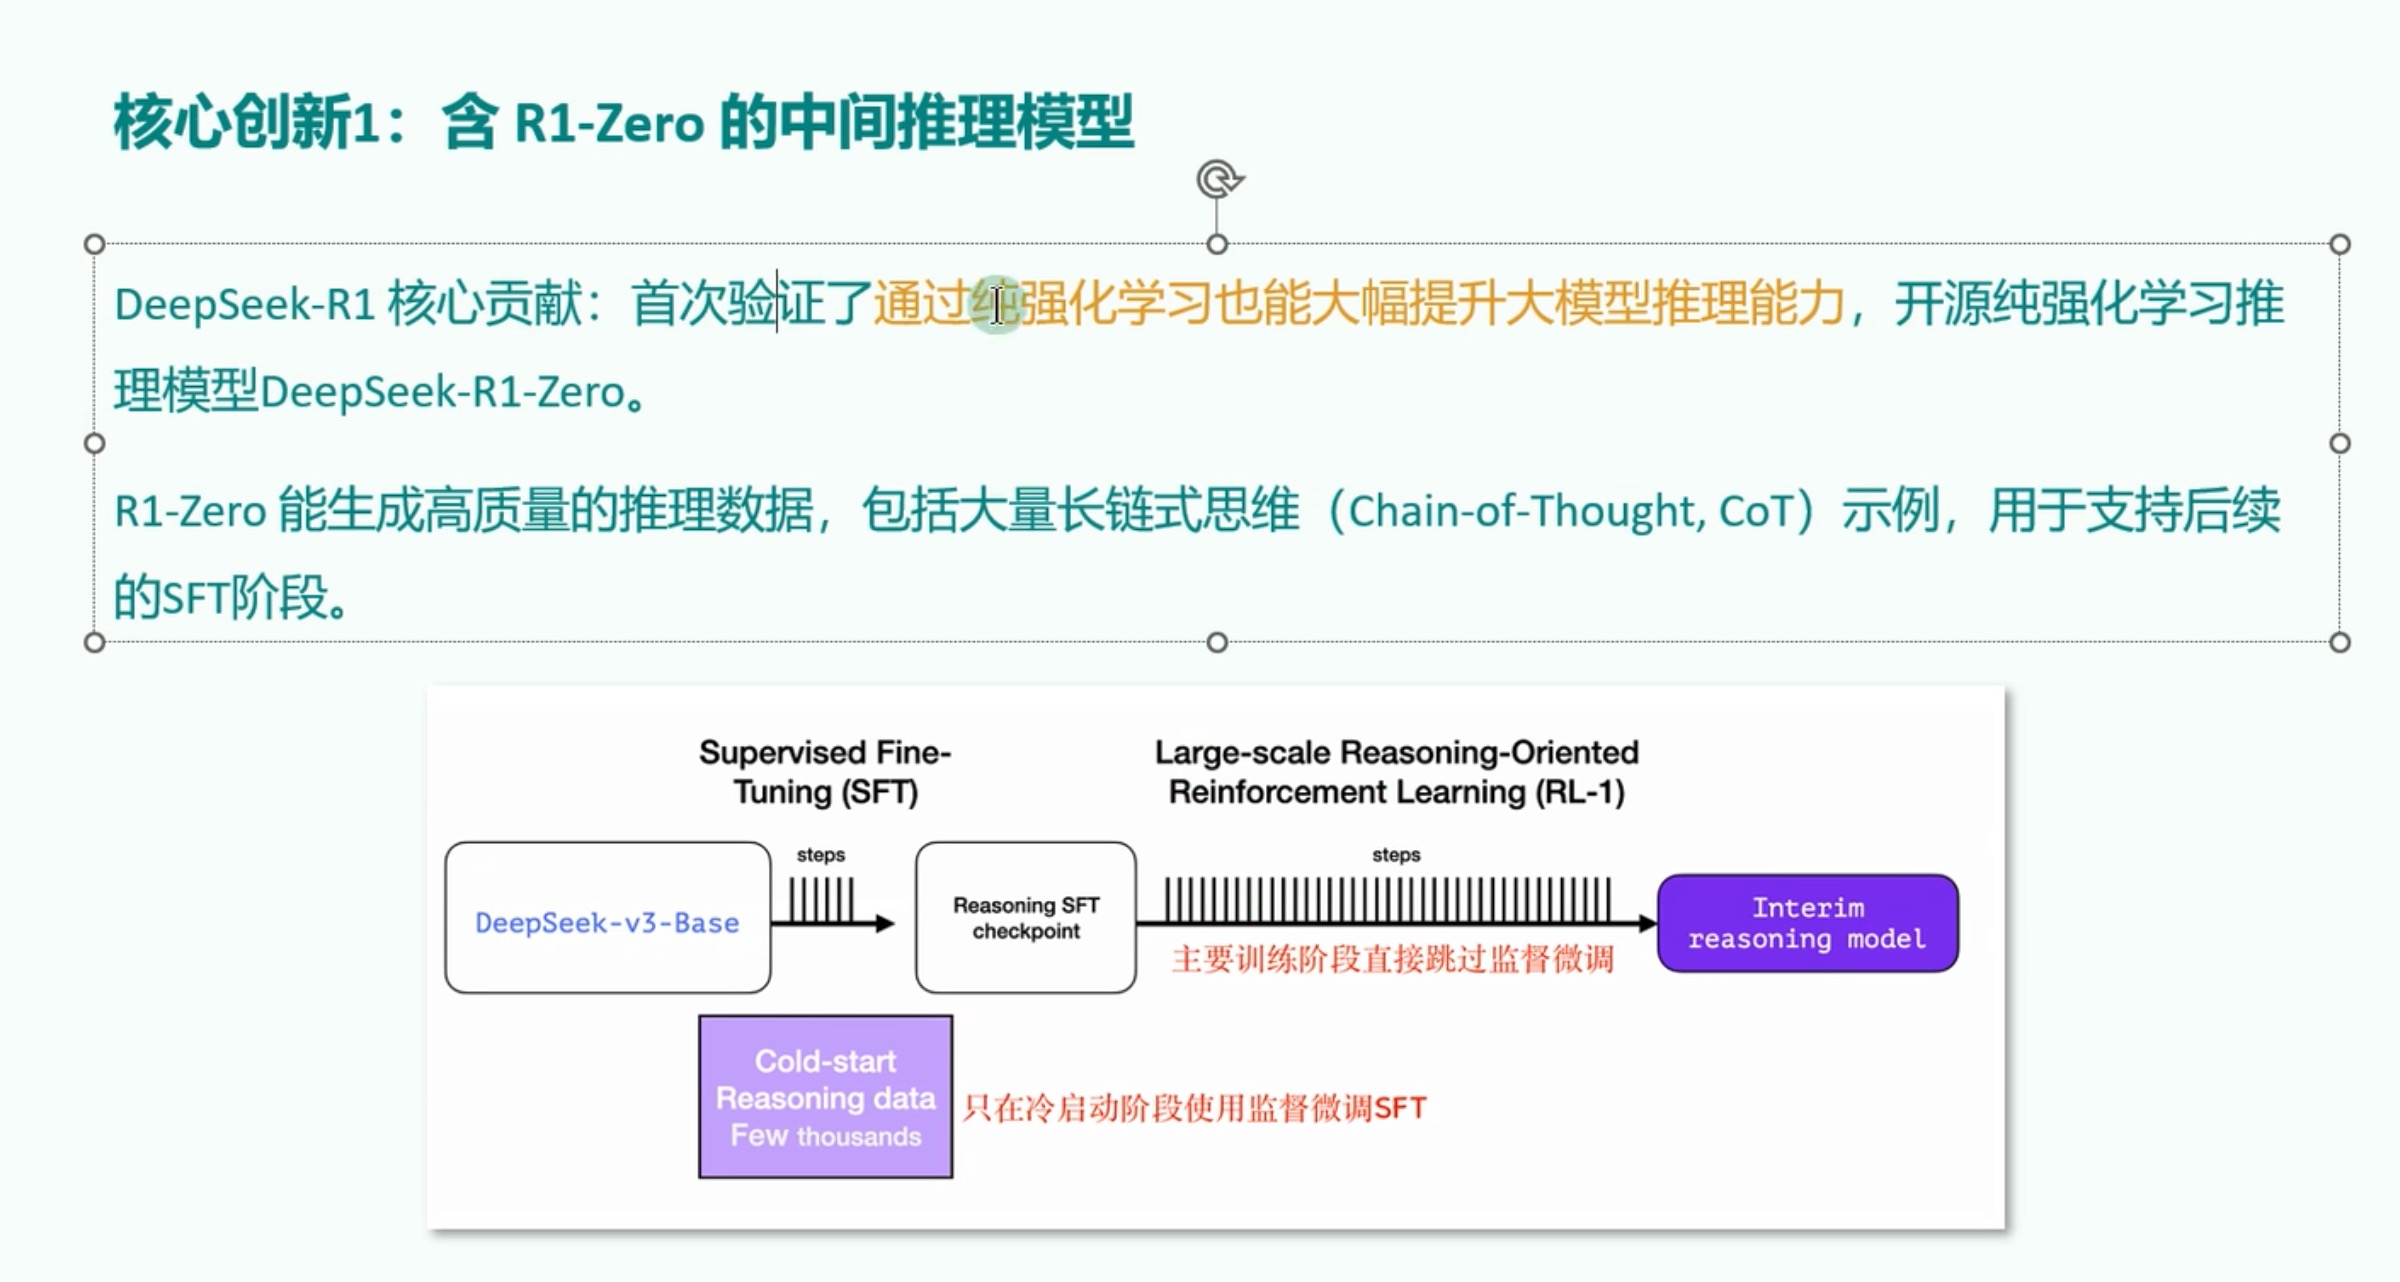 核心创新1：含 R1-Zero 的中间推理模型
DeepSeek-R1 核心贡献：首次验证了通过纯强化学习也能大幅提升大模型推理能力，开源纯强化学习推
理模型DeepSeek-R1-Zero。
R1-Zero 能生成高质量的推理数据，包括大量长链式思维（Chain-of-Thought, CoT）示例，用于支持后续
的SFT阶段。
Supervised Fine-
Tuning (SFT)
Large-scale Reasoning-Oriented
Reinforcement Learning (RL-1)
steps
steps
DeepSeek-v3-Base
Reasoning SFT
checkpoint
Interim
reasoning model
主要训练阶段直接跳过监督微调
Cold-start
Reasoning data
Few thousands
只在冷启动阶段使用监督微调SFT